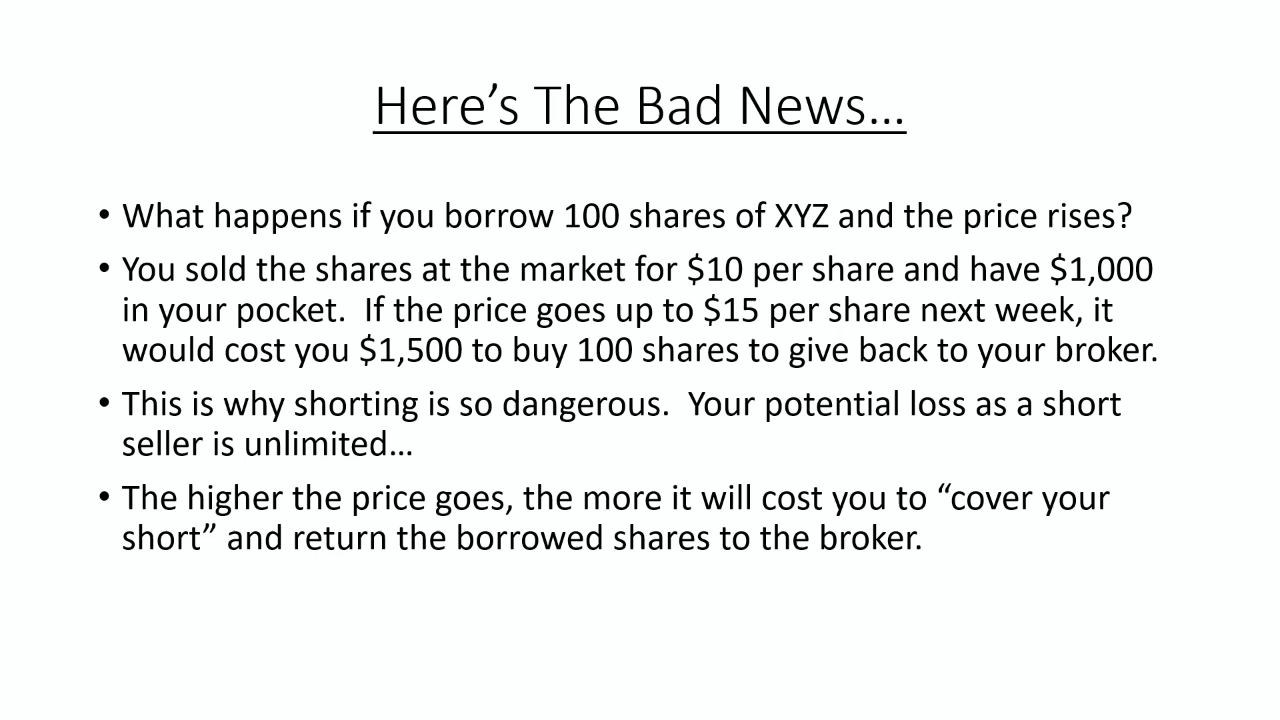 Here’s The Bad News…
• What happens if you borrow 100 shares of XYZ and the price rises?
• You sold the shares at the market for $10 per share and have $1,000
in your pocket.  If the price goes up to $15 per share next week, it
would cost you $1,500 to buy 100 shares to give back to your broker.
• This is why shorting is so dangerous.  Your potential loss as a short
seller is unlimited…
• The higher the price goes, the more it will cost you to “cover your
short” and return the borrowed shares to the broker.